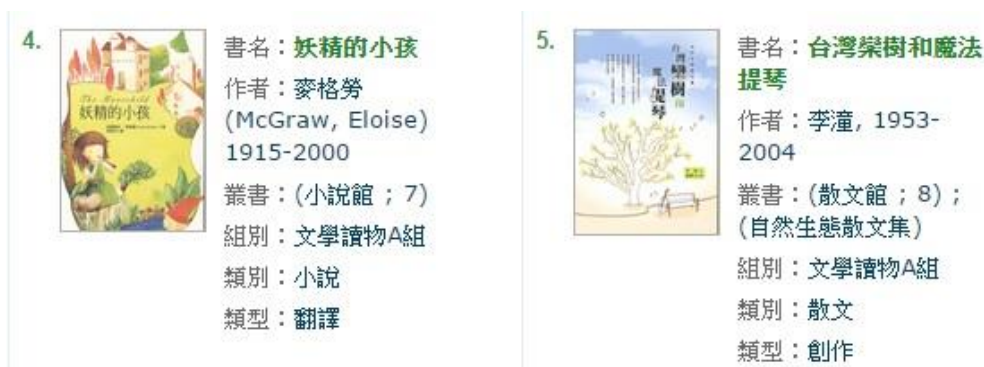 4.
The Moorchild
妖精的小孩
書名：妖精的小孩
作者：麥格勞
(McGraw, Eloise)
1915-2000
叢書：(小說館 ; 7)
組別：文學讀物A組
類別：小說
類型：翻譯
5.
台灣欒樹和
魔法提琴
書名：台灣欒樹和魔法
提琴
作者：李潼, 1953-
2004
叢書：(散文館 ; 8) ;
(自然生態散文集)
組別：文學讀物A組
類別：散文
類型：創作